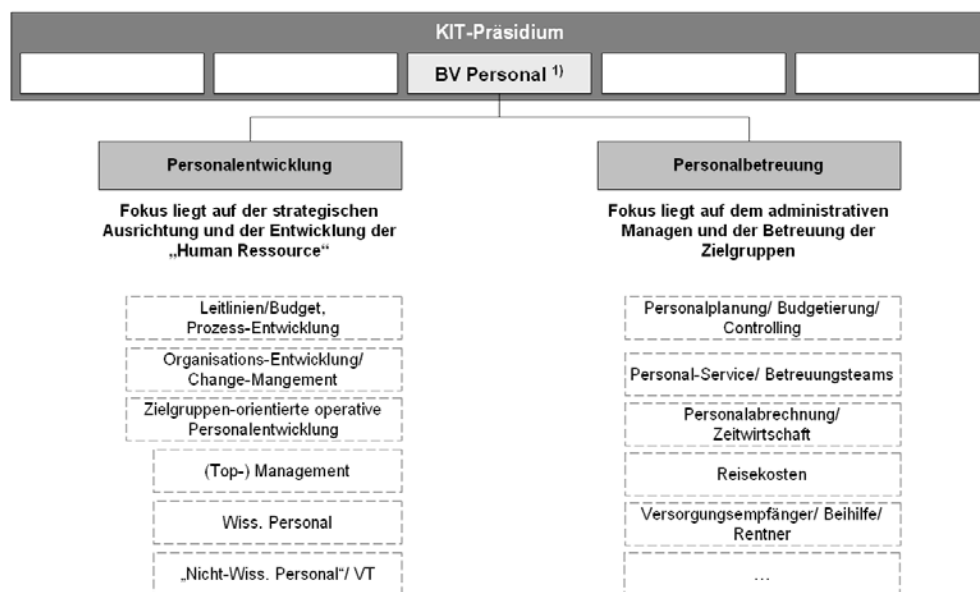 KIT-Präsidium
BV Personal 1)
Personalentwicklung
Fokus liegt auf der strategischen
Ausrichtung und der Entwicklung der
„Human Ressource“
Leitlinien/Budget,
Prozess-Entwicklung
Organisations-Entwicklung/
Change-Mangement
Zielgruppen-orientierte operative
Personalentwicklung
(Top-) Management
Wiss. Personal
„Nicht-Wiss. Personal“/ VT
Personalbetreuung
Fokus liegt auf dem administrativen
Managen und der Betreuung der
Zielgruppen
Personalplanung/ Budgetierung/
Controlling
Personal-Service/ Betreuungsteams
Personalabrechnung/
Zeitwirtschaft
Reisekosten
Versorgungsempfänger/ Beihilfe/
Rentner
…